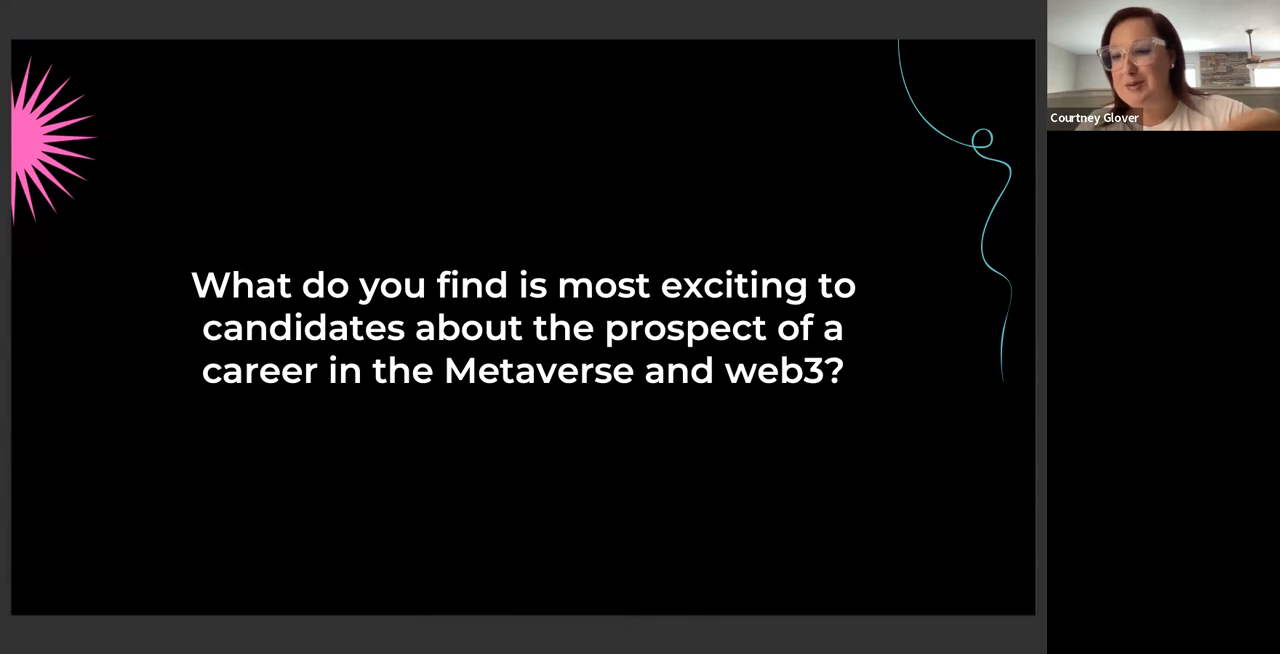 What do you find is most exciting to
candidates about the prospect of a
career in the Metaverse and web3?
Courtney Glover